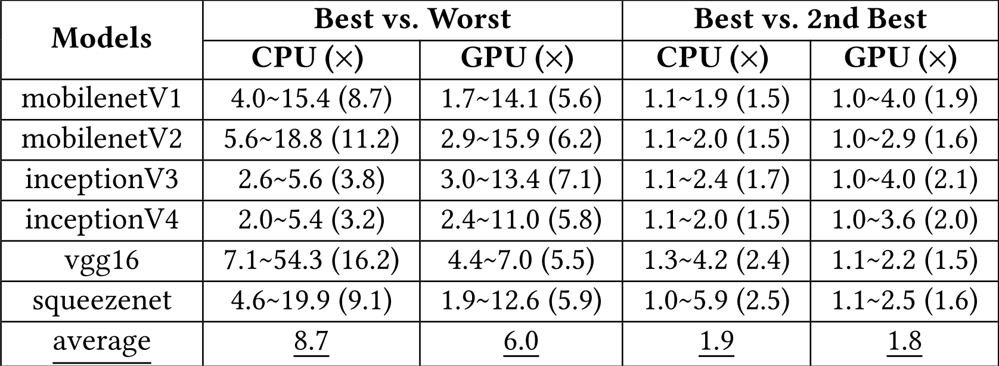 Models Best vs. Worst Best vs. 2nd Best
CPU (×) GPU (×) CPU (×) GPU (×)
mobilenetV1 4.0~15.4 (8.7) 1.7~14.1 (5.6) 1.1~1.9 (1.5) 1.0~4.0 (1.9)
mobilenetV2 5.6~18.8 (11.2) 2.9~15.9 (6.2) 1.1~2.0 (1.5) 1.0~2.9 (1.6)
inceptionV3 2.6~5.6 (3.8) 3.0~13.4 (7.1) 1.1~2.4 (1.7) 1.0~4.0 (2.1)
inceptionV4 2.0~5.4 (3.2) 2.4~11.0 (5.8) 1.1~2.0 (1.5) 1.0~3.6 (2.0)
vgg16 7.1~54.3 (16.2) 4.4~7.0 (5.5) 1.3~4.2 (2.4) 1.1~2.2 (1.5)
squeezenet 4.6~19.9 (9.1) 1.9~12.6 (5.9) 1.0~5.9 (2.5) 1.1~2.5 (1.6)
average 8.7 6.0 1.9 1.8